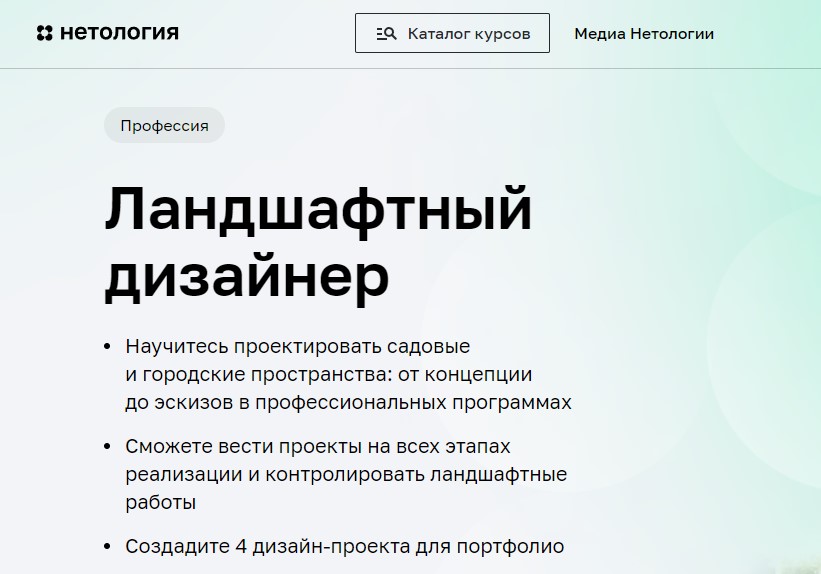 нетология
Каталог курсов
Медиа Нетологии
Профессия
Ландшафтный
дизайнер
• Научитесь проектировать садовые
и городские пространства: от концепции
до эскизов в профессиональных программах
• Сможете вести проекты на всех этапах
реализации и контролировать ландшафтные
работы
• Создадите 4 дизайн-проекта для портфолио